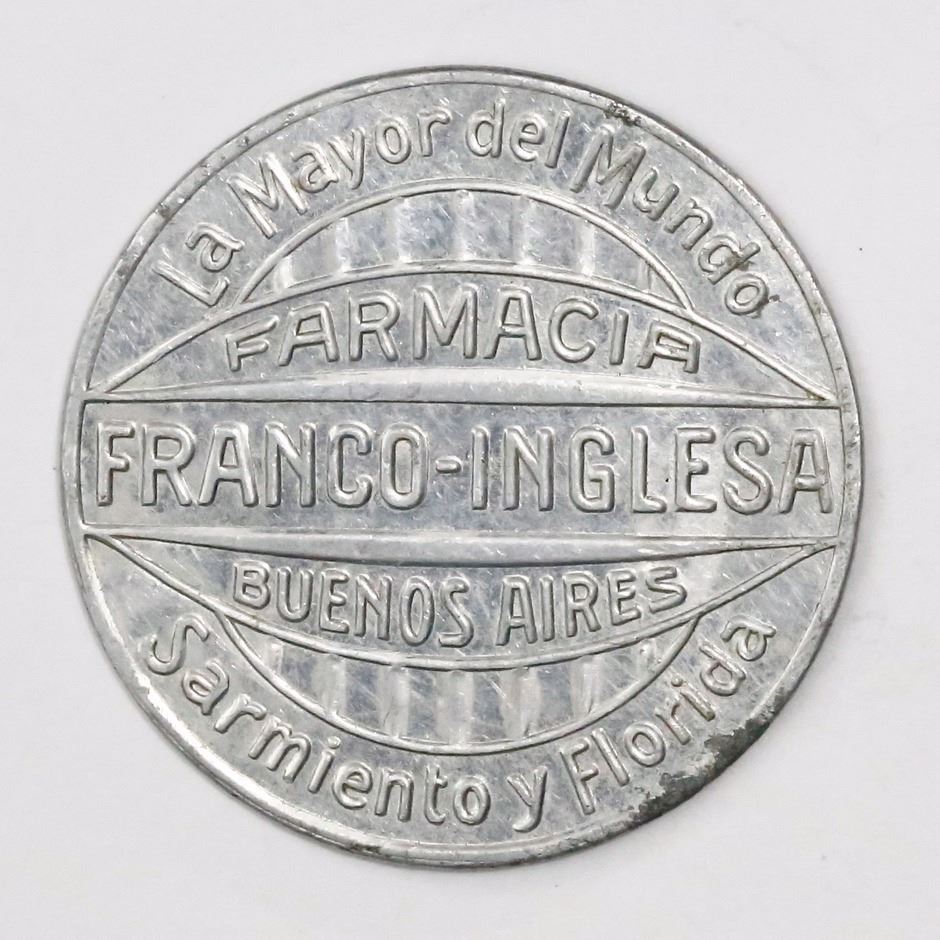 La Mayor del Mundo
FARMACIA
FRANCO-INGLESA
BUENOS AIRES
Sarmiento y Florida